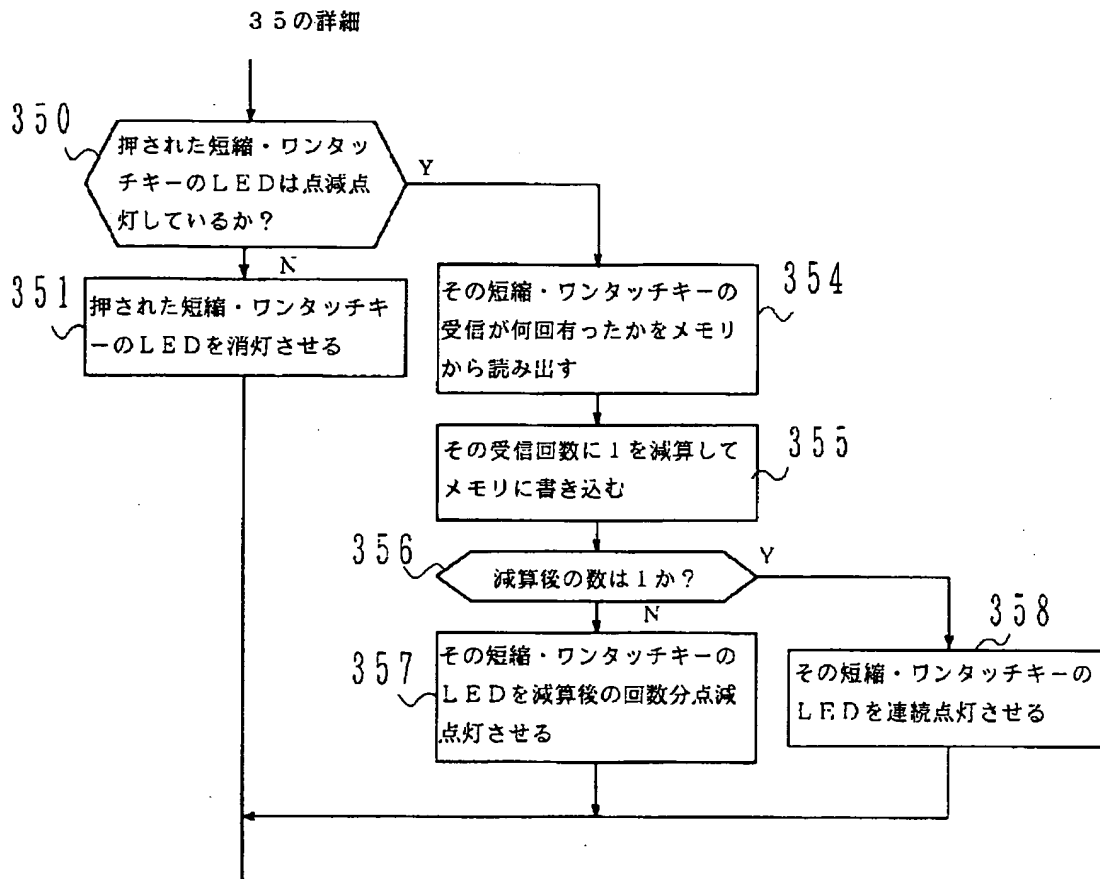 ３５の詳細
350
押された短縮・ワンタッ
チキーのＬＥＤは点減点
灯しているか？
Y
N
351
押された短縮・ワンタッチキ
ーのＬＥＤを消灯させる
354
その短縮・ワンタッチキーの
受信が何回有ったかをメモリ
から読み出す
355
その受信回数に１を減算して
メモリに書き込む
356
減算後の数は１か？
Y
N
357
その短縮・ワンタッチキーの
ＬＥＤを減算後の回数分点減
点灯させる
358
その短縮・ワンタッチキーの
ＬＥＤを連続点灯させる